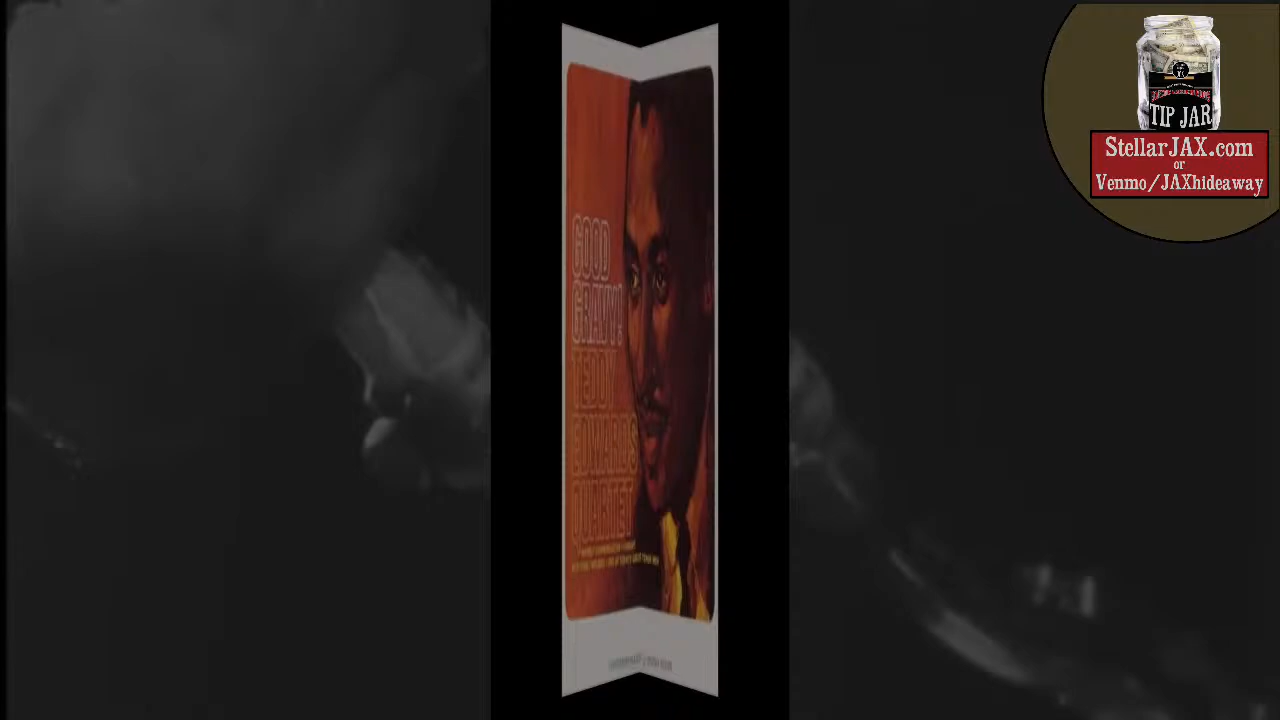 TIP JAR
StellarJAX.com
or
Venmo/JAXhideaway
GOOD
GRAVY!
TEDDY
EDWARDS
QUARTET